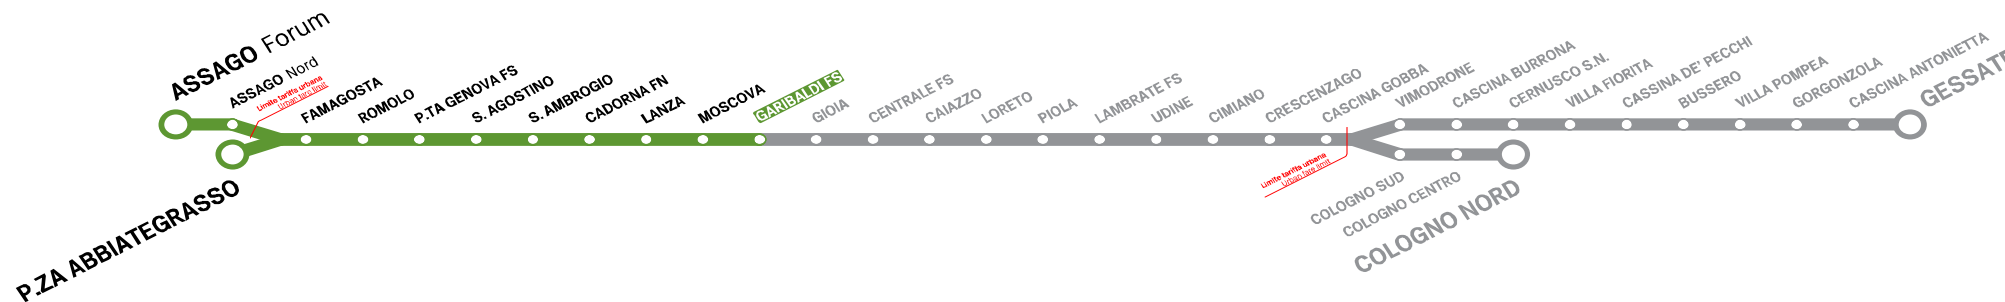 ASSAGO Forum
ASSAGO Nord
Limite tariffa urbana
Urban fare limit
P.ZA ABBIATEGRASSO
FAMAGOSTA
ROMOLO
P.TA GENOVA FS
S. AGOSTINO
S. AMBROGIO
CADORNA FN
LANZA
MOSCOVA
GARIBALDI FS
GIOIA
CENTRALE FS
CAIAZZO
LORETO
PIOLA
LAMBRATE FS
UDINE
CIMIANO
CRESCENZAGO
CASCINA GOBBA
Limite tariffa urbana
Urban fare limit
VIMODRONE
CASCINA BURRONA
CERNUSCO S.N.
VILLA FIORITA
CASSINA DE' PECCHI
BUSSERO
VILLA POMPEA
GORGONZOLA
CASCINA ANTONIETTA
GESSATE
COLOGNO SUD
COLOGNO CENTRO
COLOGNO NORD